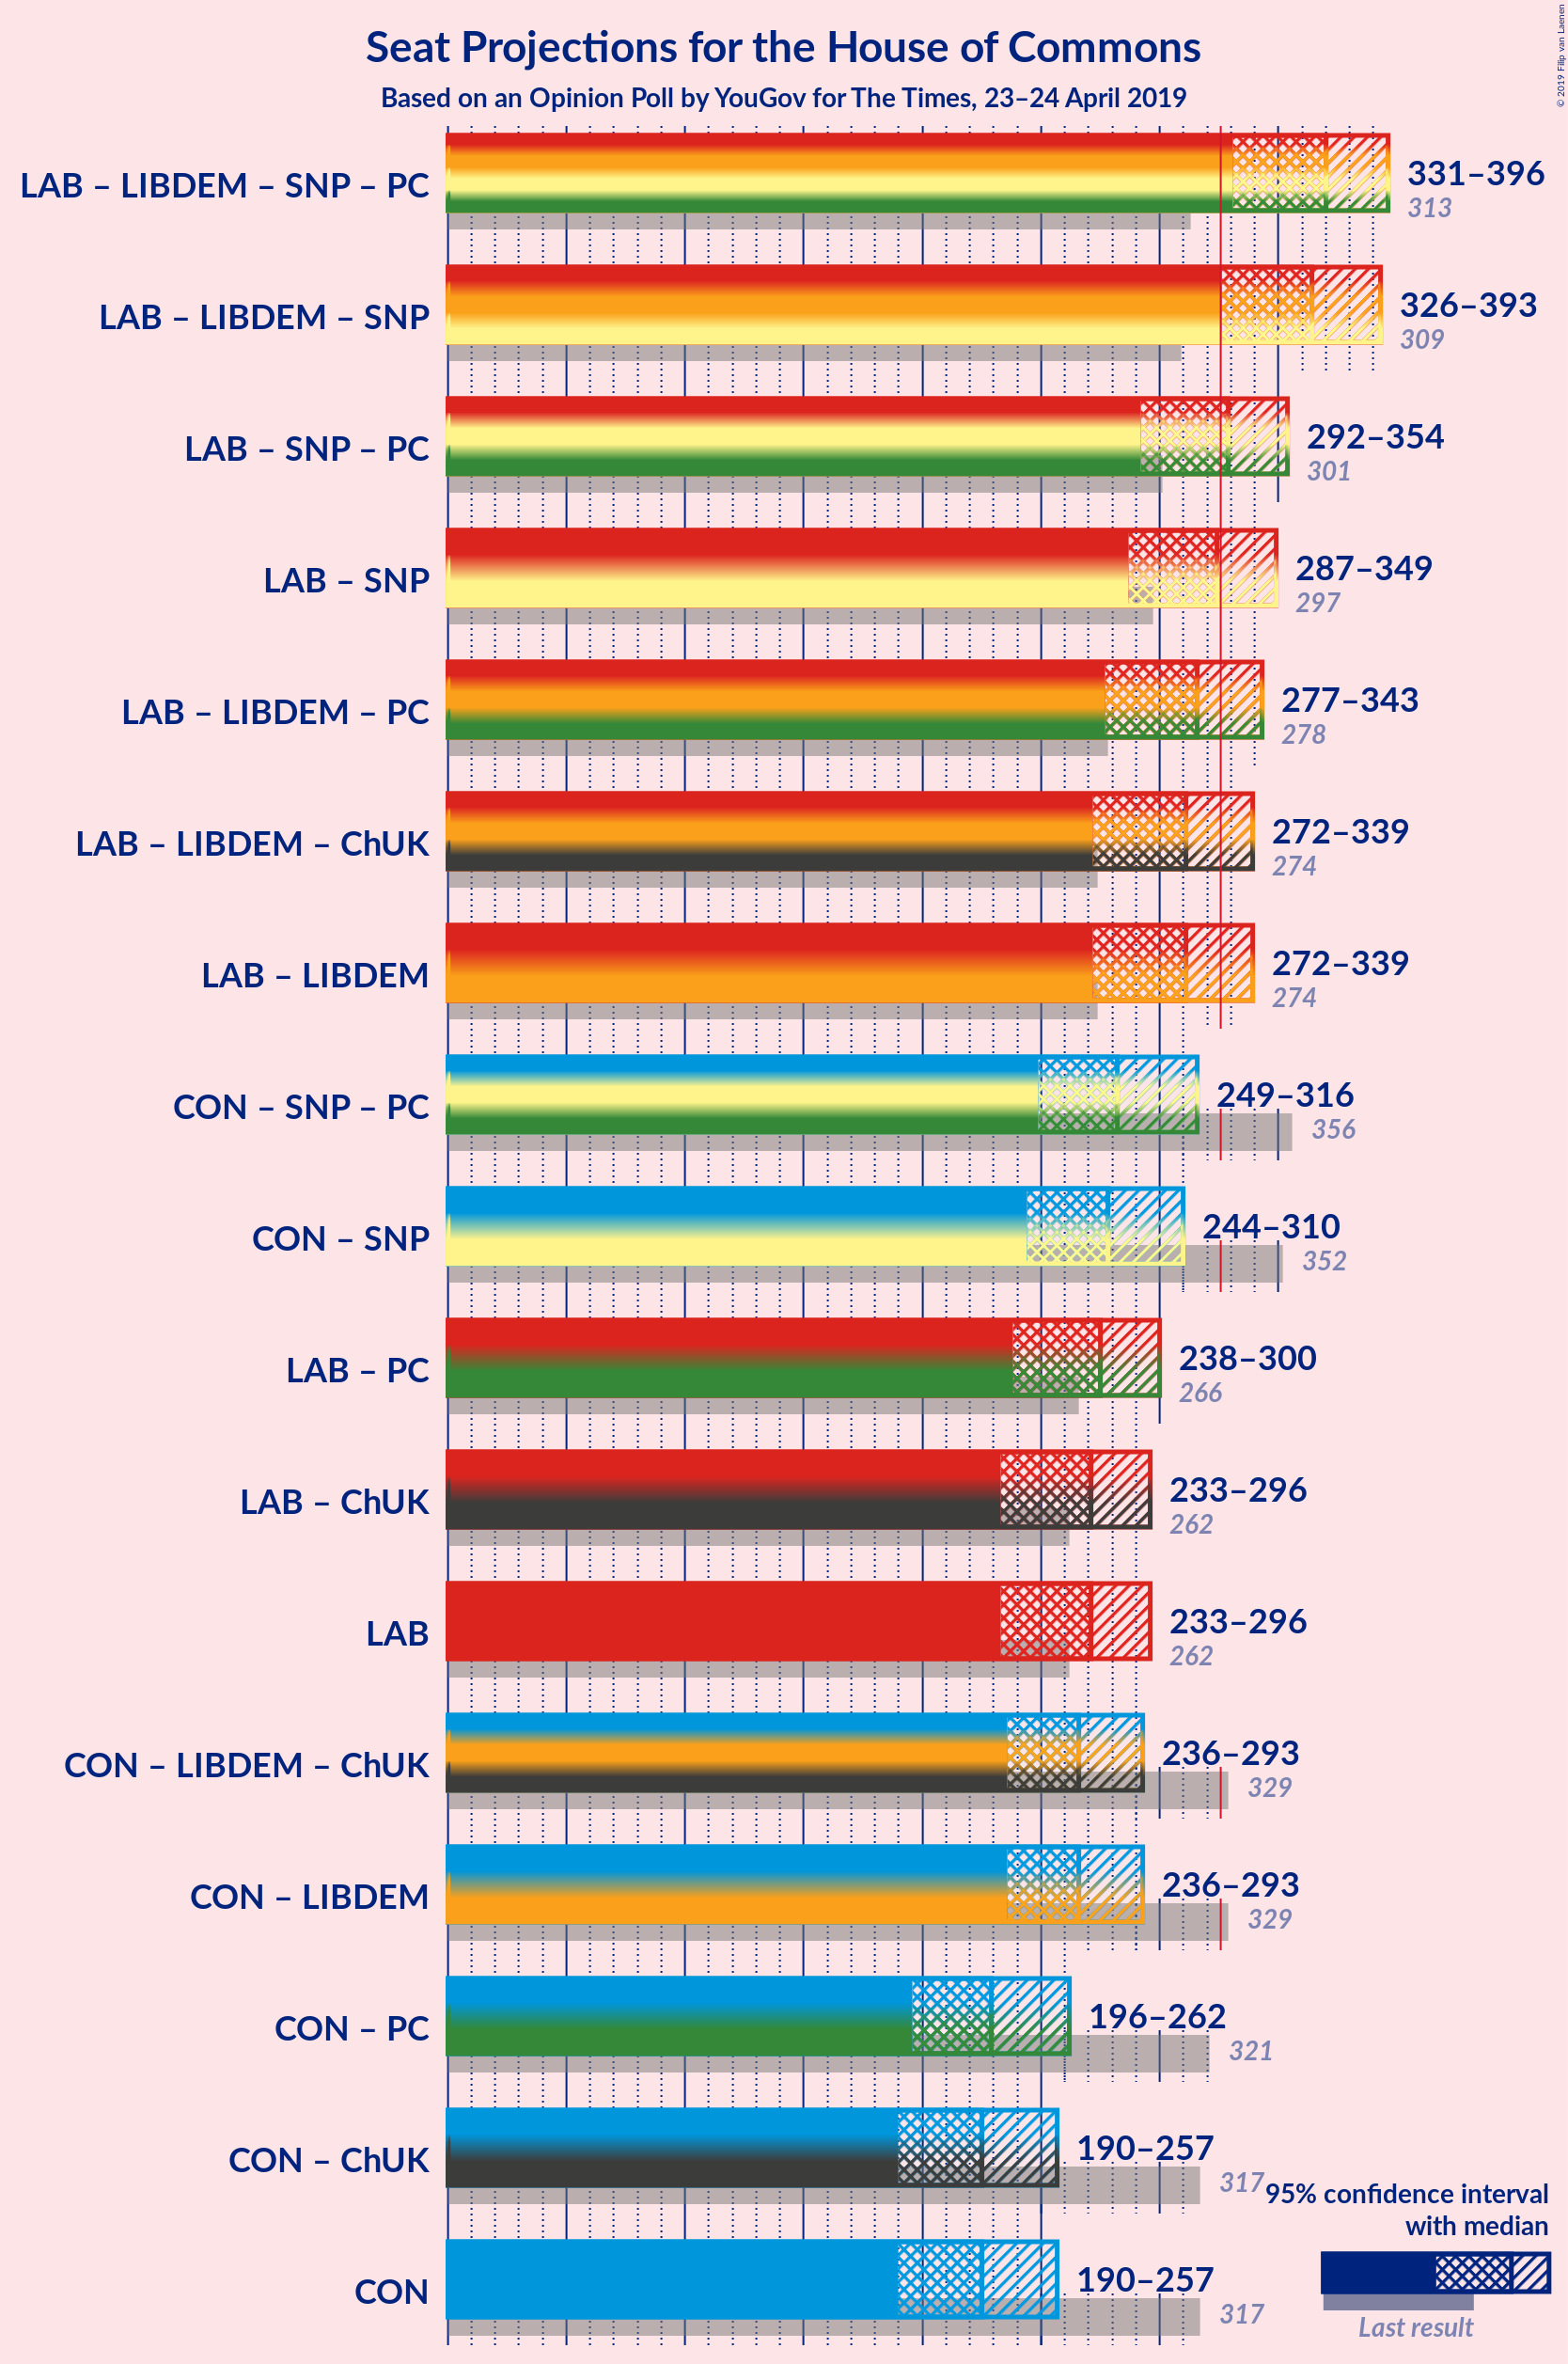 Seat Projections for the House of Commons
Based on an Opinion Poll by YouGov for The Times, 23–24 April 2019
© 2019 Filip van Laenen
LAB – LIBDEM – SNP – PC
331–396
313
LAB – LIBDEM – SNP
326–393
309
LAB – SNP – PC
292–354
301
LAB – SNP
287–349
297
LAB – LIBDEM – PC
277–343
278
LAB – LIBDEM – ChUK
272–339
274
LAB – LIBDEM
272–339
274
CON – SNP – PC
249–316
356
CON – SNP
244–310
352
LAB – PC
238–300
266
LAB – ChUK
233–296
262
LAB
233–296
262
CON – LIBDEM – ChUK
236–293
329
CON – LIBDEM
236–293
329
CON – PC
196–262
321
CON – ChUK
190–257
317
CON
190–257
317
95% confidence interval
with median
Last result